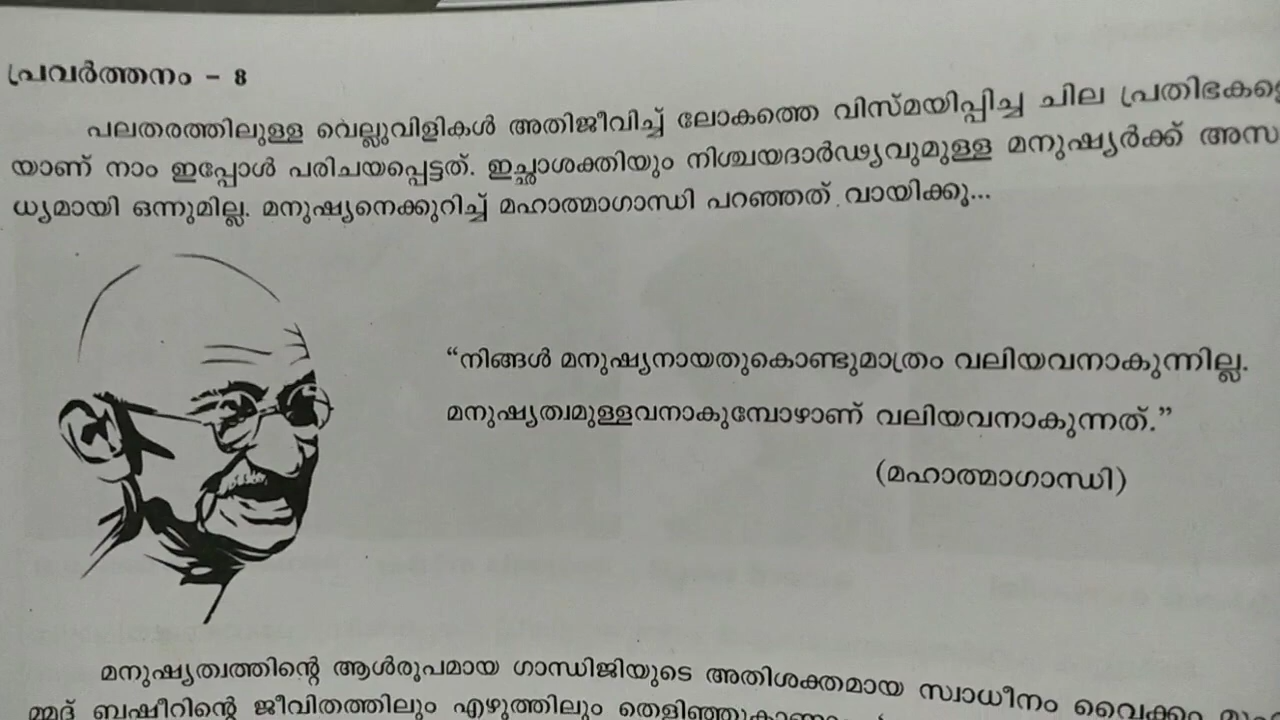 പ്രവർത്തനം – 8
പലതരത്തിലുള്ള വെല്ലുവിളികൾ അതിജീവിച്ച് ലോകത്തെ വിസ്മയിപ്പിച്ച ചില
യാണ് നാം ഇപ്പോൾ പരിചയപ്പെട്ടത്. ഇച്ഛാശക്തിയും നിശ്ചയദാർഢ്യവുമുള്ള മനുഷ്യർക്ക് അസ
ധ്യമായി ഒന്നുമില്ല. മനുഷ്യനെക്കുറിച്ച് മഹാത്മാഗാന്ധി പറഞ്ഞത് വായിക്കൂ...
“നിങ്ങൾ മനുഷ്യനായതുകൊണ്ടുമാത്രം വലിയവനാകുന്നില്ല.
മനുഷ്യത്വമുള്ളവനാകുമ്പോഴാണ് വലിയവനാകുന്നത്.”
(മഹാത്മാഗാന്ധി)
മനുഷ്യത്വത്തിന്റെ ആൾരൂപമായ ഗാന്ധിജിയുടെ അതിശക്തമായ സ്വാധീനം വൈക്കം
മ്മദ് ബഷീറിന്റെ ജീവിതത്തിലും എഴുത്തിലും